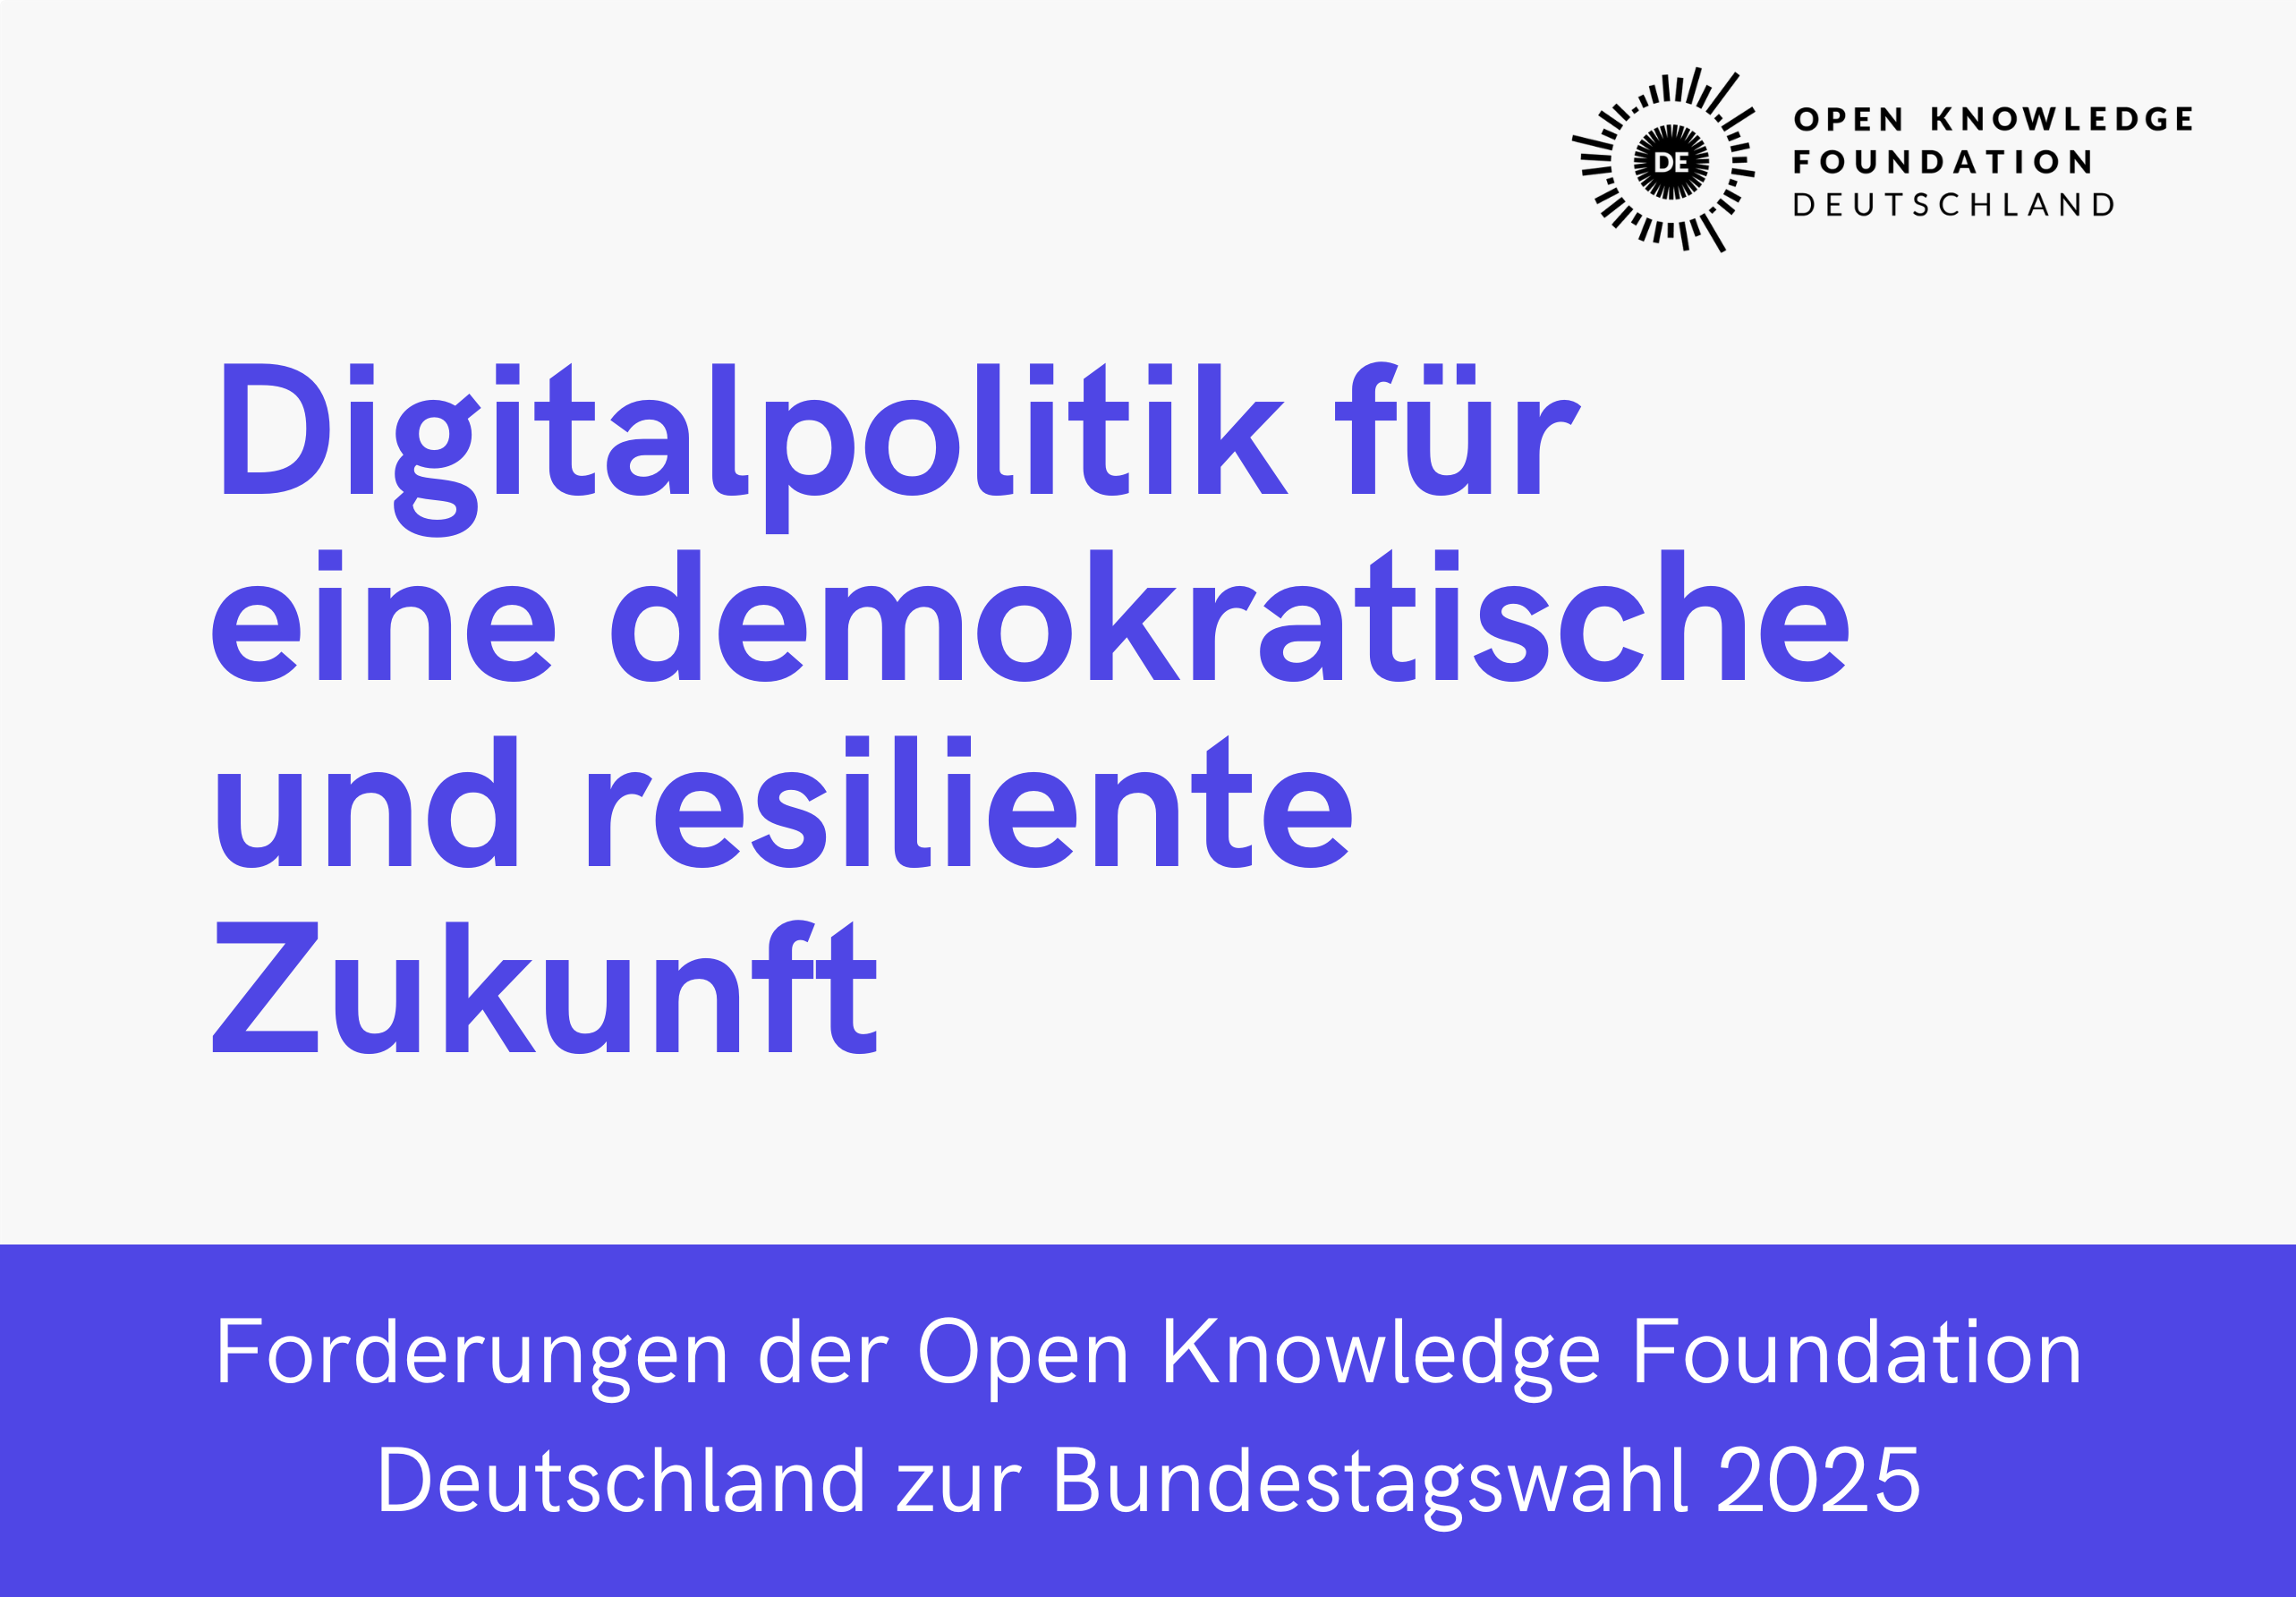 DE
OPEN KNOWLEDGE
FOUNDATION
DEUTSCHLAND
Digitalpolitik für
eine demokratische
und resiliente
Zukunft
Forderungen der Open Knowledge Foundation
Deutschland zur Bundestagswahl 2025